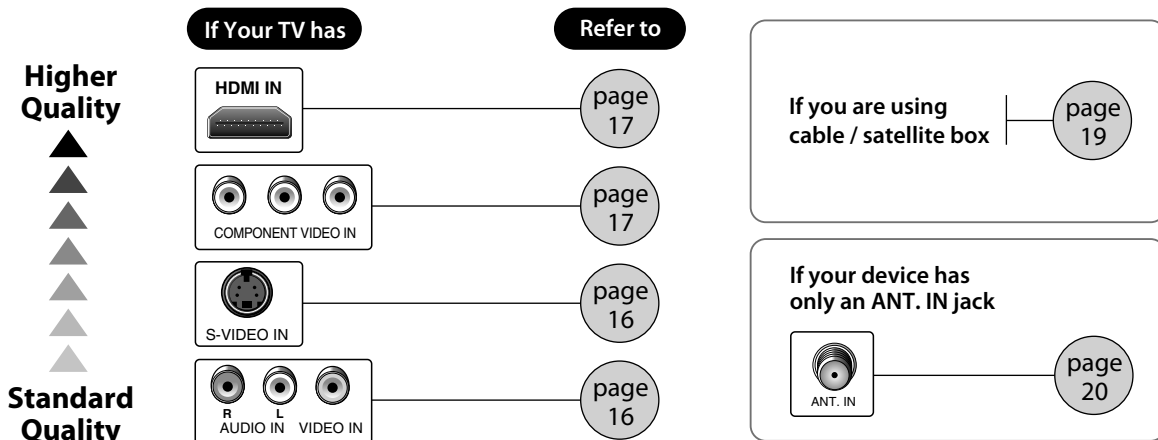 If Your TV has
Refer to
Higher
Quality
HDMI IN
page
17
COMPONENT VIDEO IN
page
17
S-VIDEO IN
page
16
Standard
Quality
R
L
AUDIO IN
VIDEO IN
page
16
If you are using
cable / satellite box
page
19
If your device has
only an ANT. IN jack
ANT. IN
page
20